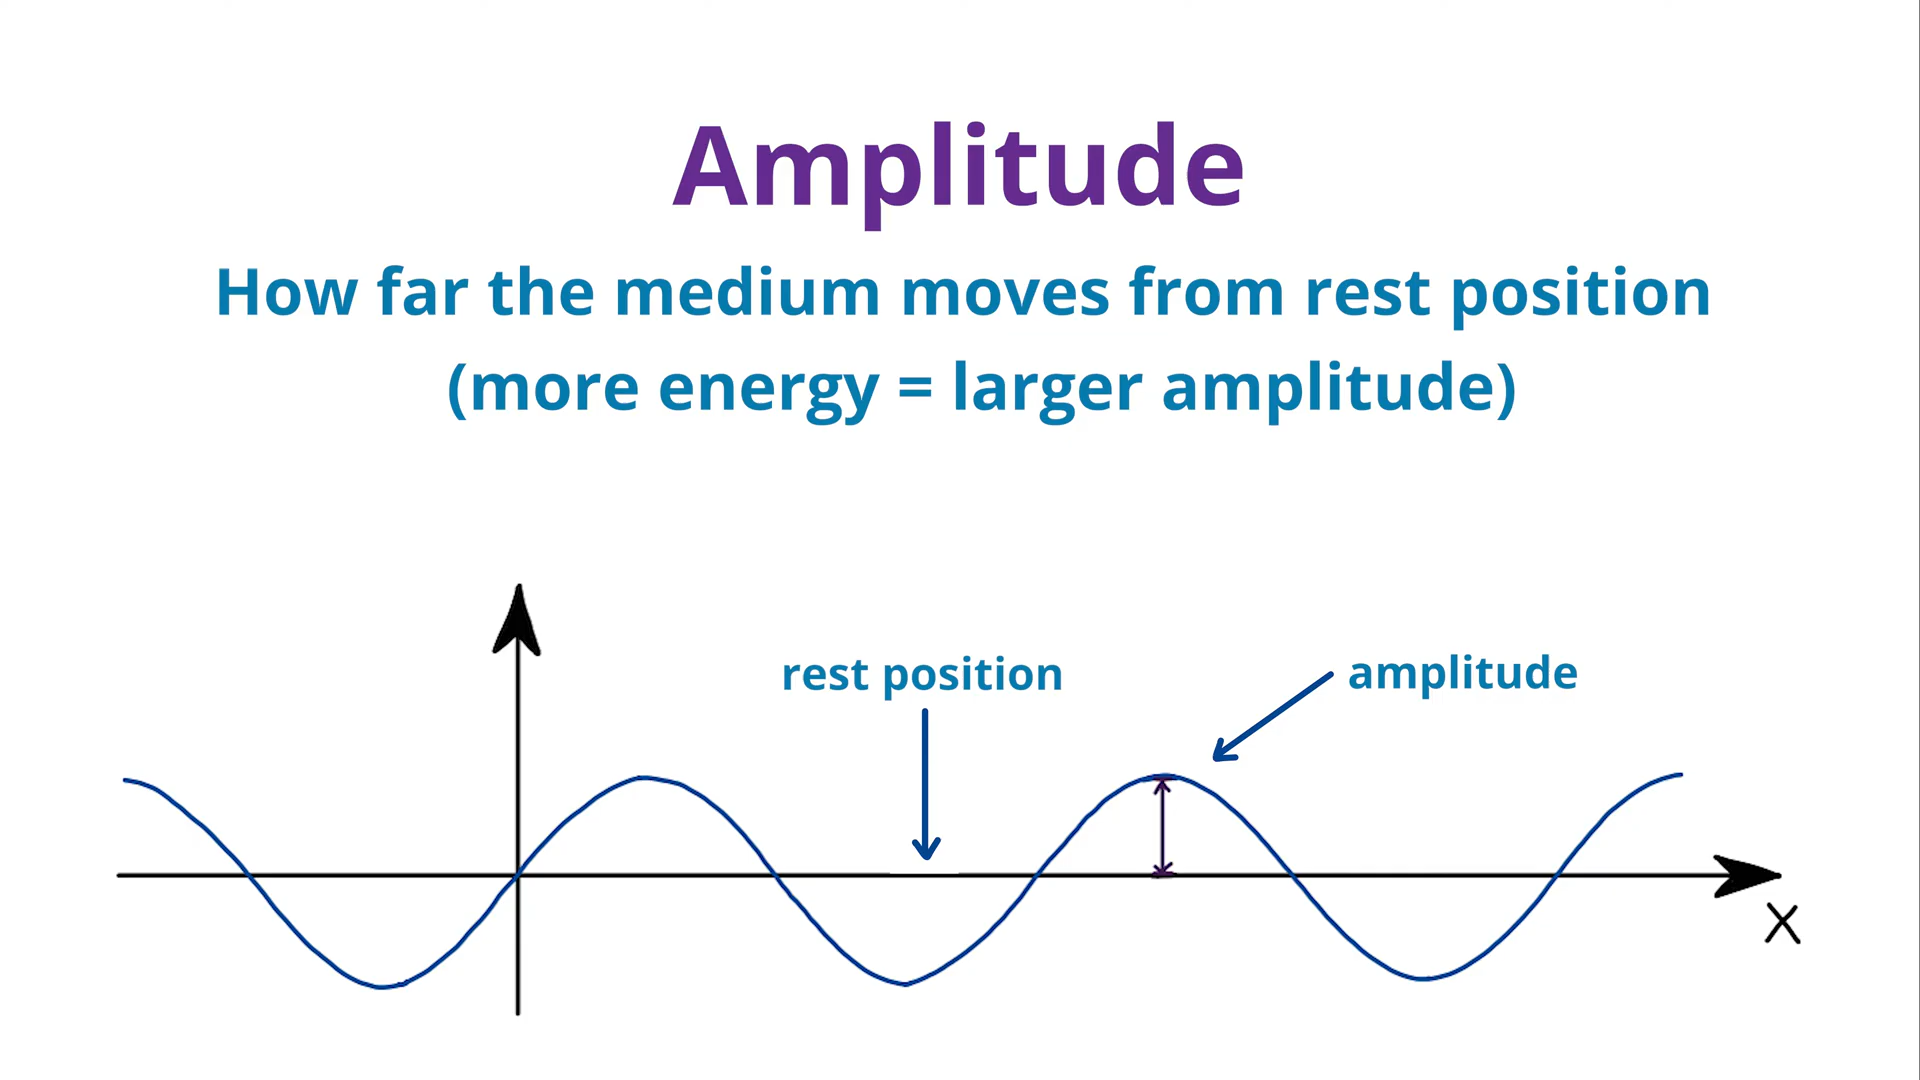 Amplitude
How far the medium moves from rest position
(more energy = larger amplitude)
rest position
amplitude
X